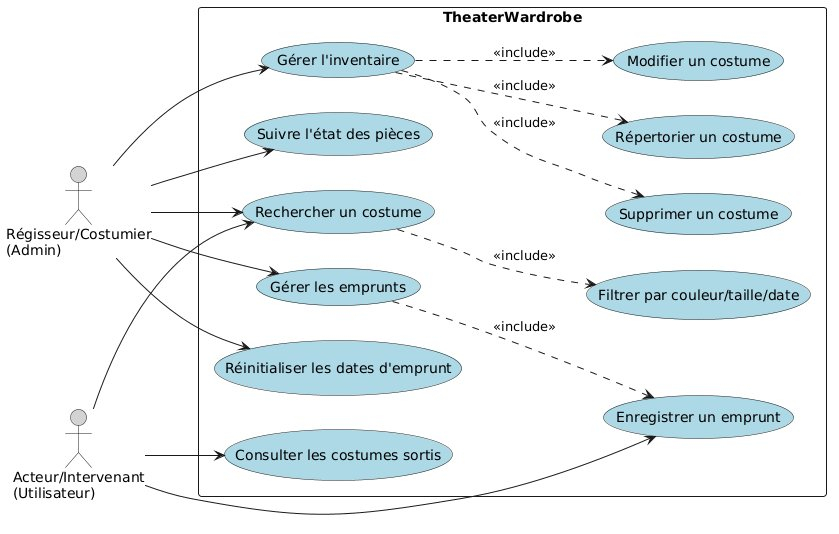 TheaterWardrobe
Gérer l'inventaire
«include»
Modifier un costume
«include»
Suivre l'état des pièces
«include»
Répertorier un costume
Régisseur/Costumier
(Admin)
Rechercher un costume
Supprimer un costume
«include»
Gérer les emprunts
Filtrer par couleur/taille/date
«include»
Réinitialiser les dates d'emprunt
Enregistrer un emprunt
Acteur/Intervenant
(Utilisateur)
Consulter les costumes sortis